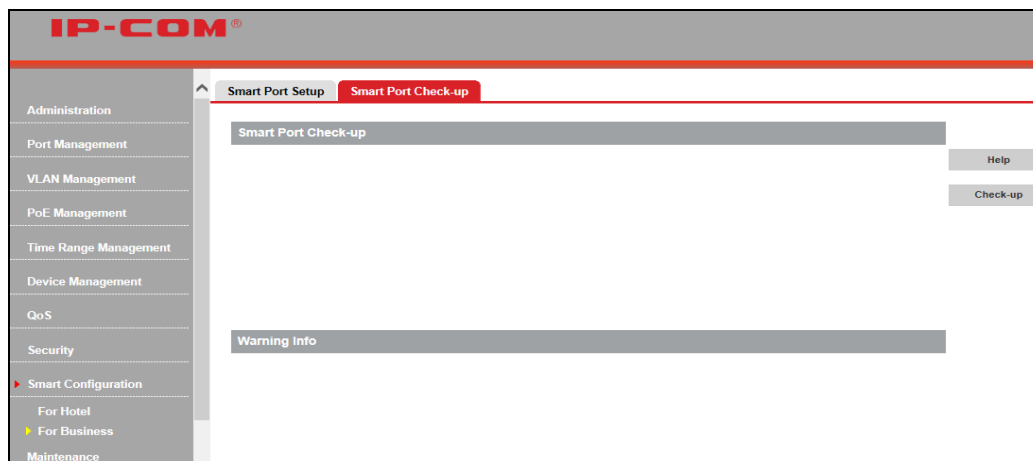 IP-COM®
Smart Port Setup
Smart Port Check-up
Administration
Port Management
VLAN Management
PoE Management
Time Range Management
Device Management
QoS
Security
Smart Configuration
For Hotel
For Business
Maintenance
Smart Port Check-up
Help
Check-up
Warning Info